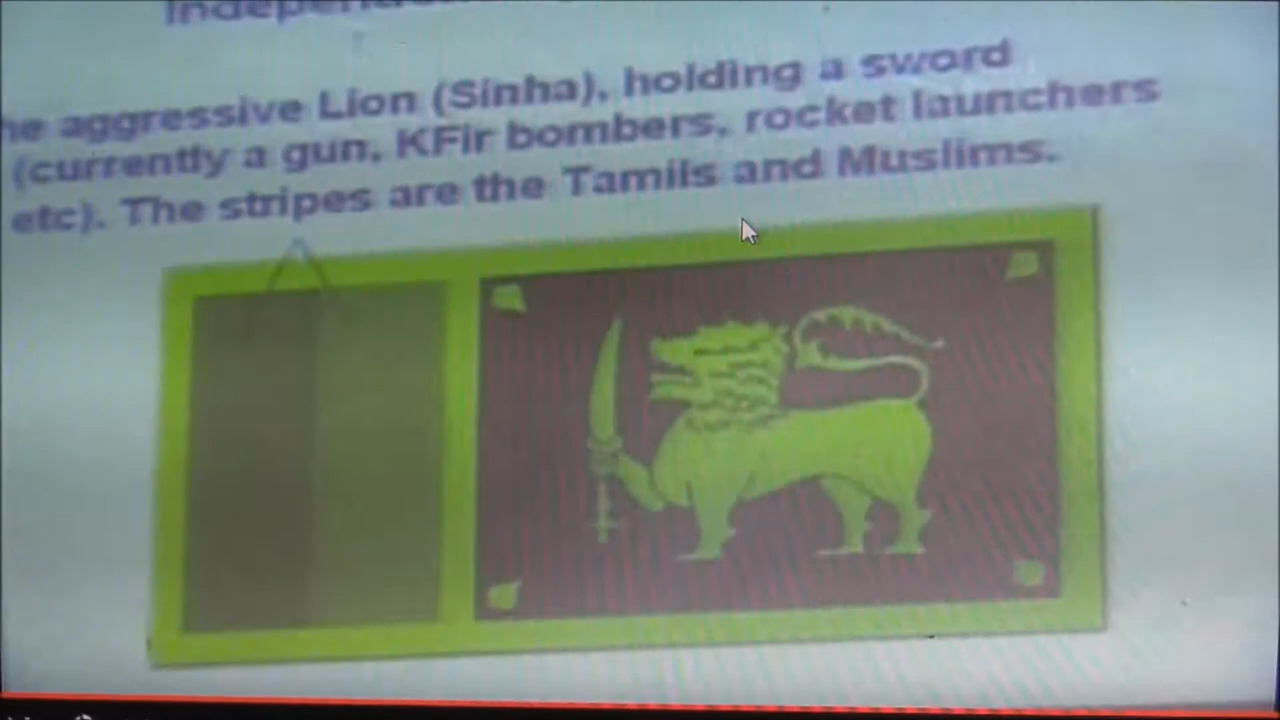 he aggressive Lion (Sinha), holding a sword
(currently a gun, KFir bombers, rocket launchers
etc). The stripes are the Tamils and Muslims.